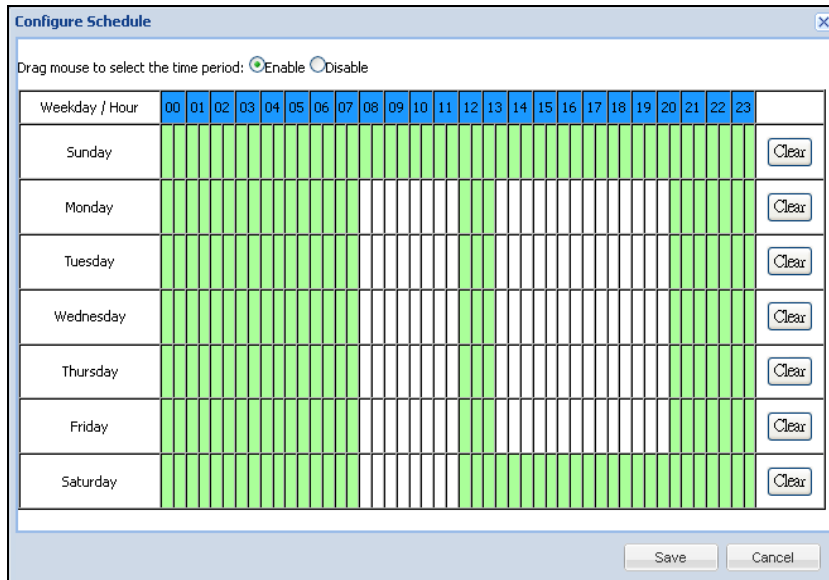 Configure Schedule
Drag mouse to select the time period: Enable Disable
Weekday / Hour 00 01 02 03 04 05 06 07 08 09 10 11 12 13 14 15 16 17 18 19 20 21 22 23
Sunday Clear
Monday Clear
Tuesday Clear
Wednesday Clear
Thursday Clear
Friday Clear
Saturday Clear
Save Cancel